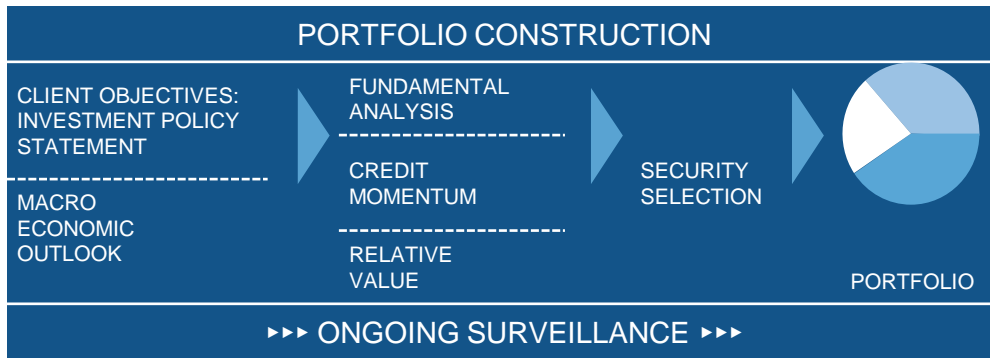 PORTFOLIO CONSTRUCTION
CLIENT OBJECTIVES:
INVESTMENT POLICY
STATEMENT
MACRO
ECONOMIC
OUTLOOK
FUNDAMENTAL
ANALYSIS
CREDIT
MOMENTUM
RELATIVE
VALUE
SECURITY
SELECTION
PORTFOLIO
ONGOING SURVEILLANCE